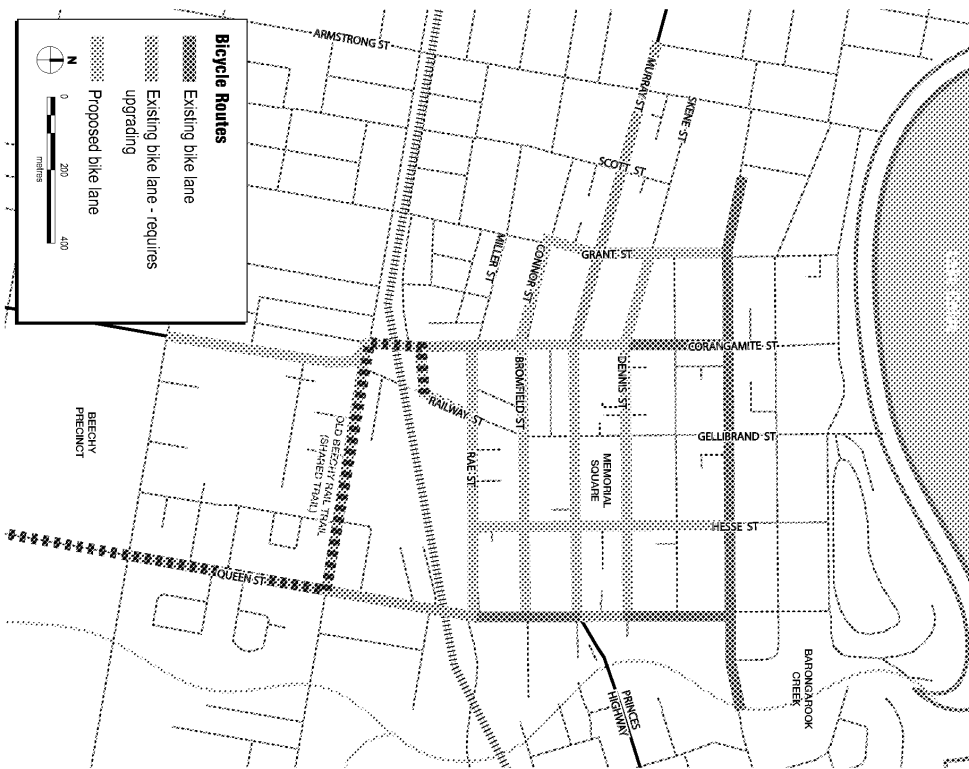 Bicycle Routes
Existing bike lane
Existing bike lane - requires
upgrading
Proposed bike lane
N
0
200
400
metres
ARMSTRONG ST
MURRAY ST
SKENE ST
SCOTT ST
GRANT ST
MILLER ST
CONNOR ST
CORANGAMITE ST
BROMFIELD ST
DENNIS ST
RAILWAY ST
GELLIBRAND ST
RAE ST
MEMORIAL
SQUARE
HESSE ST
OLD BEECHY RAIL TRAIL
(SHARED TRAIL)
BEECHY
PRECINCT
QUEEN ST
BARONGAROOK
CREEK
PRINCES
HIGHWAY